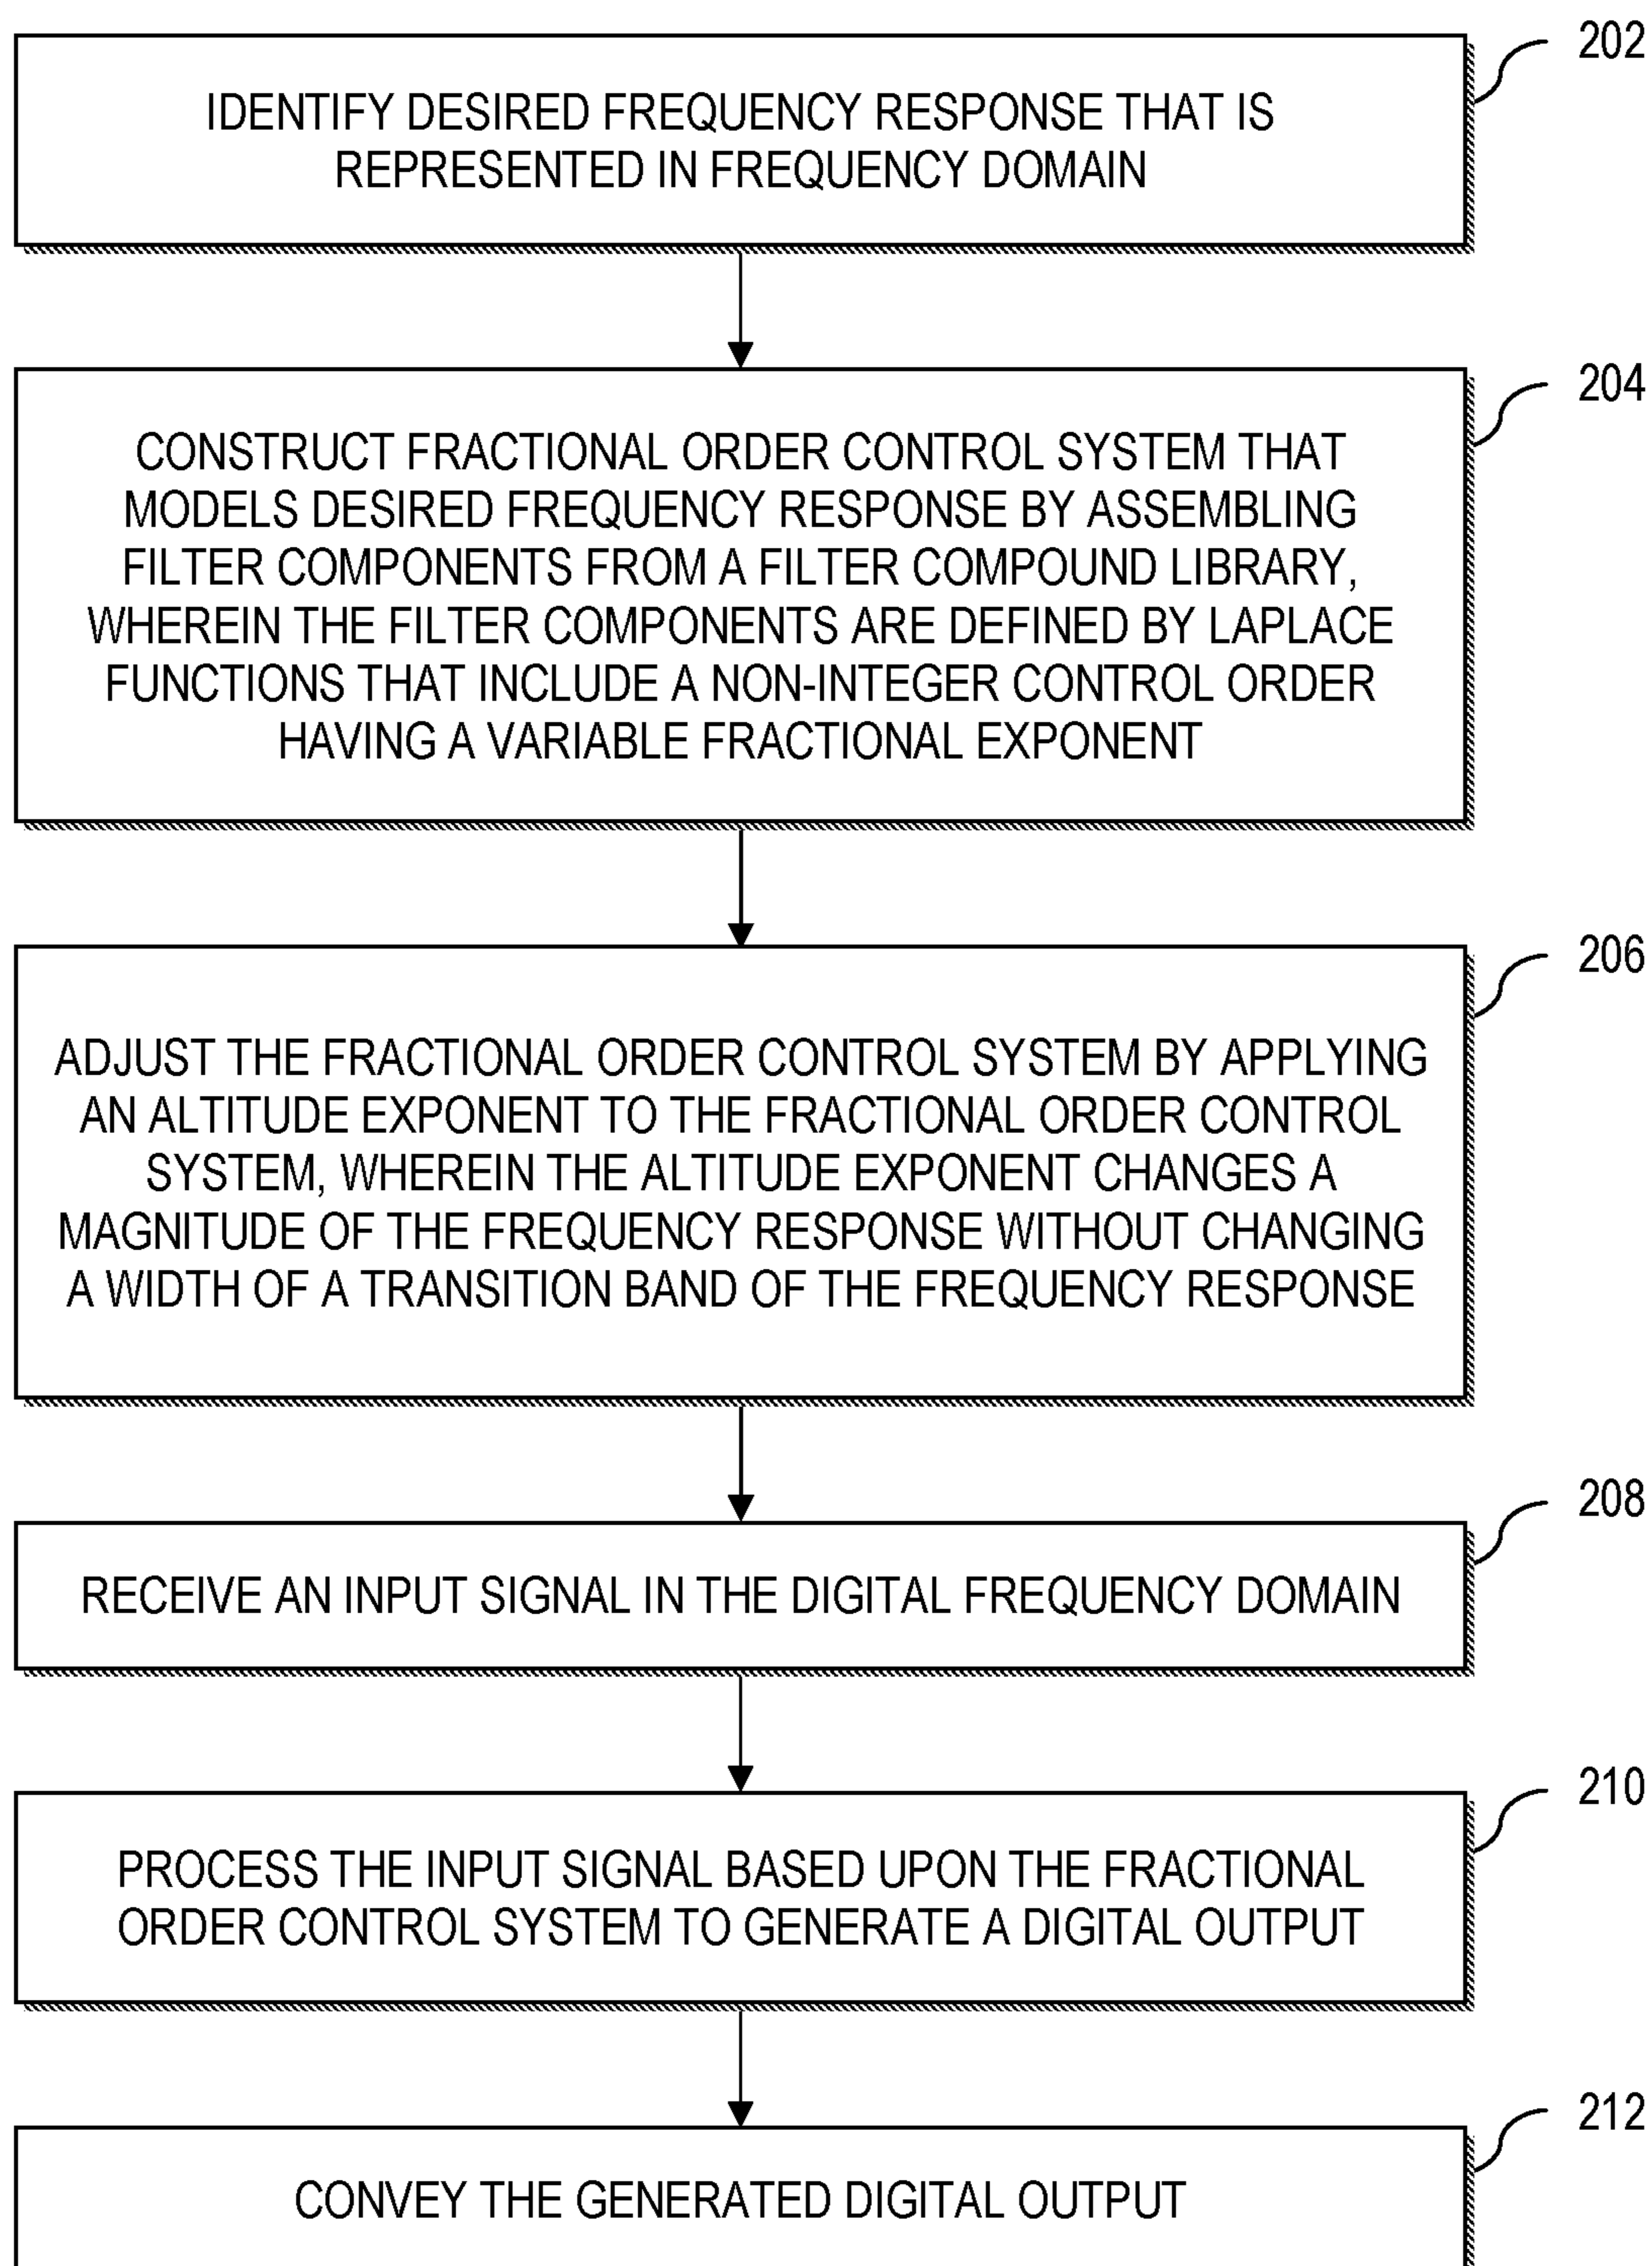 202
IDENTIFY DESIRED FREQUENCY RESPONSE THAT IS
REPRESENTED IN FREQUENCY DOMAIN
204
CONSTRUCT FRACTIONAL ORDER CONTROL SYSTEM THAT
MODELS DESIRED FREQUENCY RESPONSE BY ASSEMBLING
FILTER COMPONENTS FROM A FILTER COMPOUND LIBRARY,
WHEREIN THE FILTER COMPONENTS ARE DEFINED BY LAPLACE
FUNCTIONS THAT INCLUDE A NON-INTEGER CONTROL ORDER
HAVING A VARIABLE FRACTIONAL EXPONENT
206
ADJUST THE FRACTIONAL ORDER CONTROL SYSTEM BY APPLYING
AN ALTITUDE EXPONENT TO THE FRACTIONAL ORDER CONTROL
SYSTEM, WHEREIN THE ALTITUDE EXPONENT CHANGES A
MAGNITUDE OF THE FREQUENCY RESPONSE WITHOUT CHANGING
A WIDTH OF A TRANSITION BAND OF THE FREQUENCY RESPONSE
208
RECEIVE AN INPUT SIGNAL IN THE DIGITAL FREQUENCY DOMAIN
210
PROCESS THE INPUT SIGNAL BASED UPON THE FRACTIONAL
ORDER CONTROL SYSTEM TO GENERATE A DIGITAL OUTPUT
212
CONVEY THE GENERATED DIGITAL OUTPUT